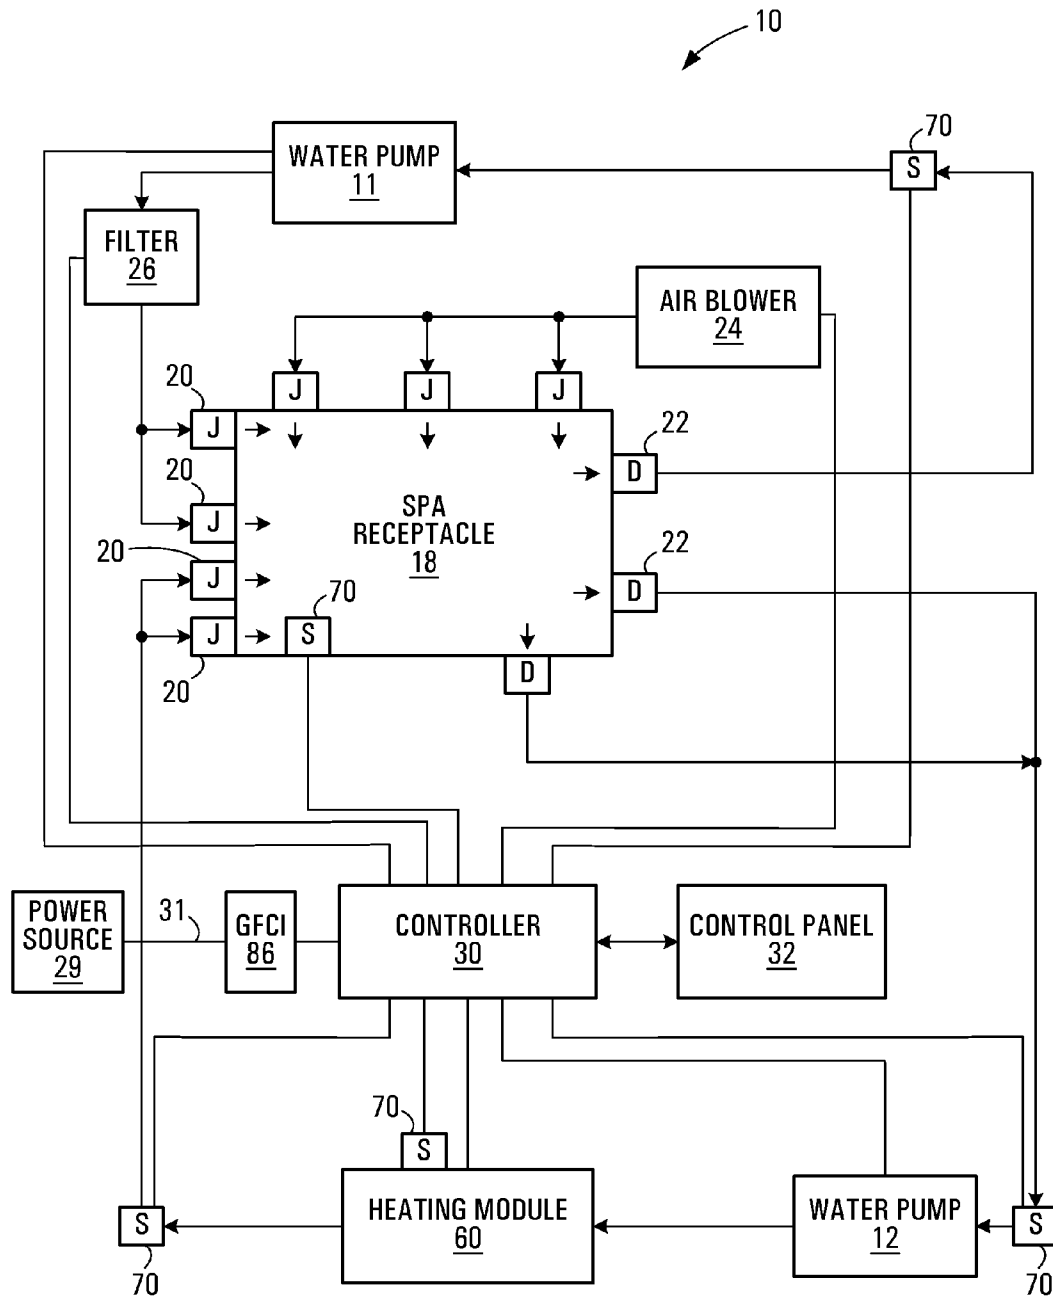 10
70
S
WATER PUMP
11
FILTER
26
AIR BLOWER
24
J
J
J
20
J
22
D
20
J
SPA
RECEPTACLE
18
20
J
22
D
70
S
J
20
D
POWER
SOURCE
29
31
GFCI
86
CONTROLLER
30
CONTROL PANEL
32
70
S
HEATING MODULE
60
WATER PUMP
12
S
70
S
70